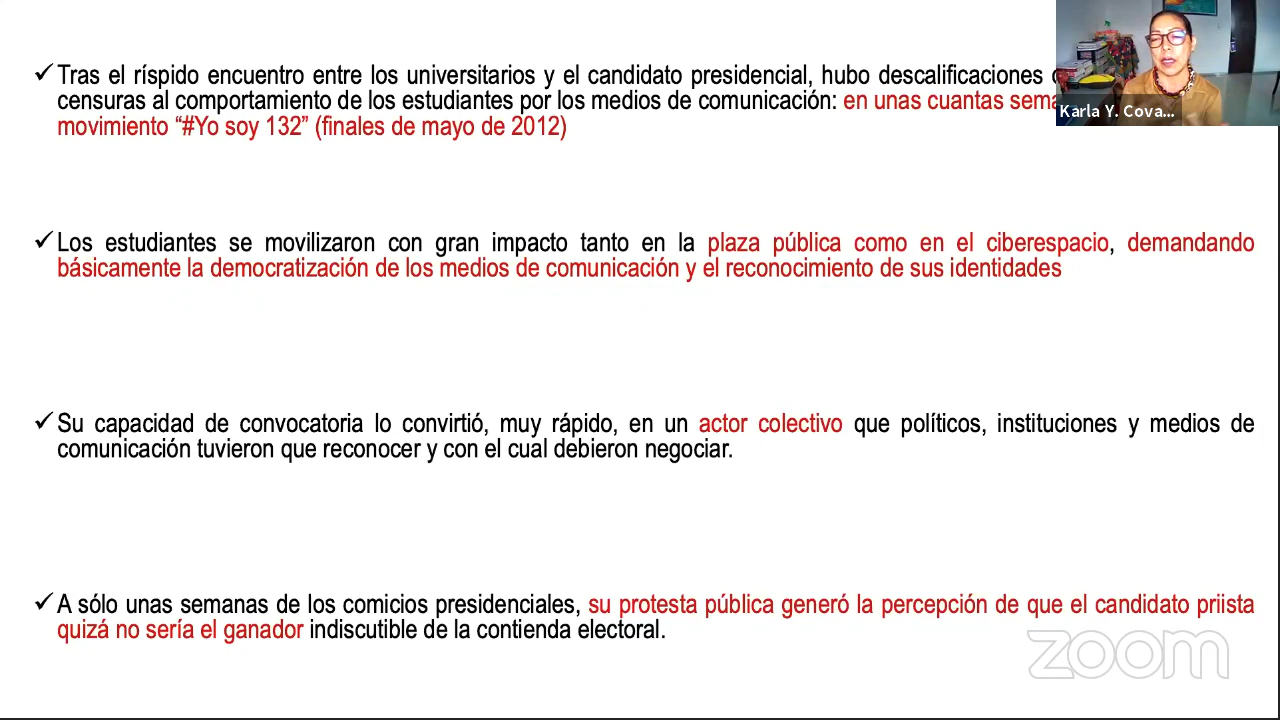 ✓Tras el ríspido encuentro entre los universitarios y el candidato presidencial, hubo descalificaciones
censuras al comportamiento de los estudiantes por los medios de comunicación: en unas cuantas
movimiento “#Yo soy 132” (finales de mayo de 2012)
✓Los estudiantes se movilizaron con gran impacto tanto en la plaza pública como en el ciberespacio, demandando
básicamente la democratización de los medios de comunicación y el reconocimiento de sus identidades
✓Su capacidad de convocatoria lo convirtió, muy rápido, en un actor colectivo que políticos, instituciones y medios de
comunicación tuvieron que reconocer y con el cual debieron negociar.
✓A sólo unas semanas de los comicios presidenciales, su protesta pública generó la percepción de que el candidato priista
quizá no sería el ganador indiscutible de la contienda electoral.
Karla Y. Cova...
zoom